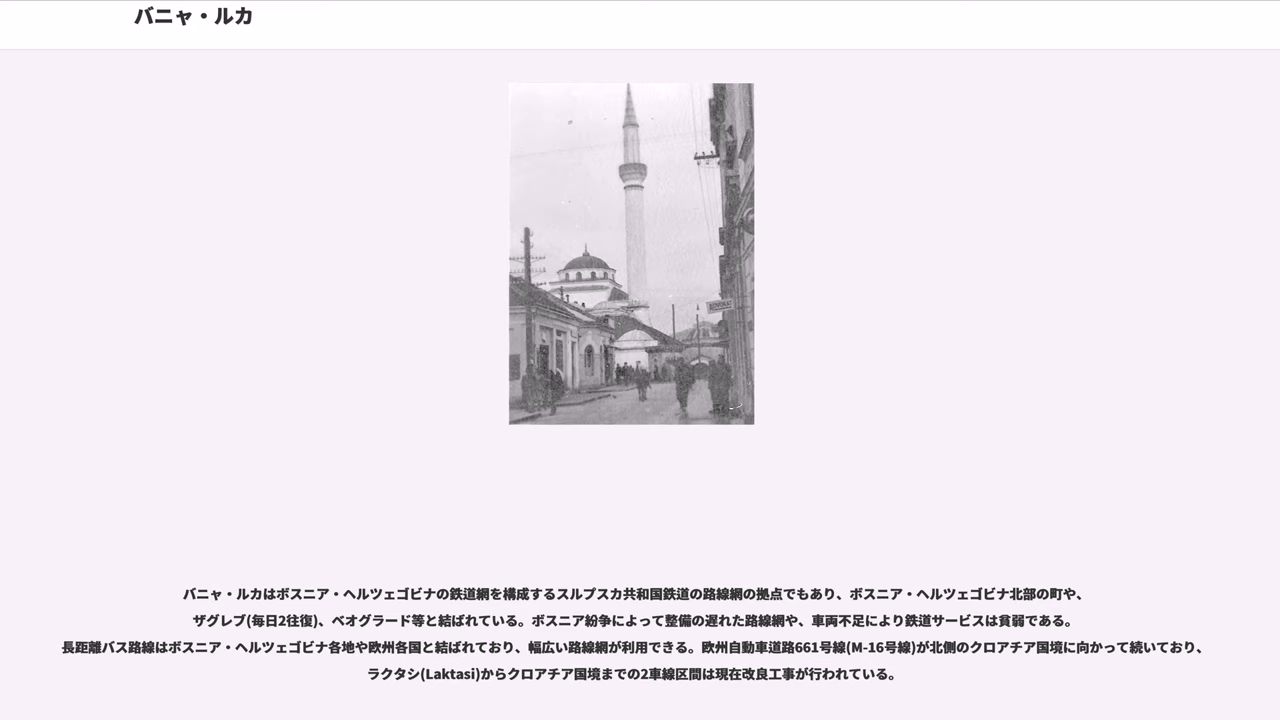 バニャ・ルカ
バニャ・ルカはボスニア・ヘルツェゴビナの鉄道網を構成するスルプスカ共和国鉄道の路線網の拠点でもあり、ボスニア・ヘルツェゴビナ北部の町や、
ザグレブ(毎日2往復)、ベオグラード等と結ばれている。ボスニア紛争によって整備の遅れた路線網や、車両不足により鉄道サービスは貧弱である。
長距離バス路線はボスニア・ヘルツェゴビナ各地や欧州各国と結ばれており、幅広い路線網が利用できる。欧州自動車道路661号線(M-16号線)が北側のクロアチア国境に向かって続いており、
ラクタシ(Laktasi)からクロアチア国境までの2車線区間は現在改良工事が行われている。